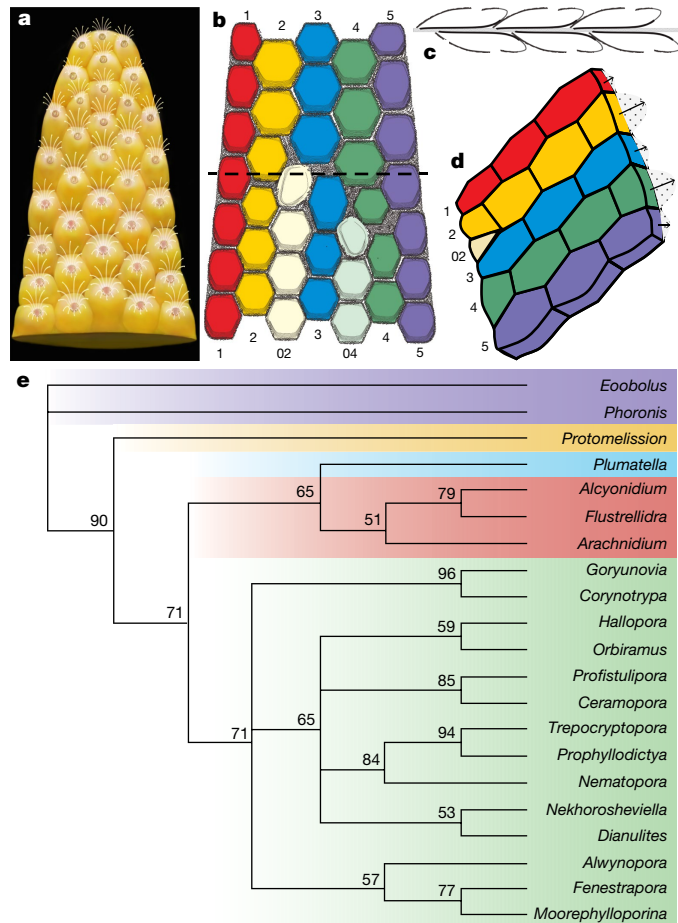 a
b
1 2 3 4 5
1 2 02 3 4 5
c
d
1
2
02
3
4
5
e
Eoobolus
Phoronis
Protomelission
90
Plumatella
65
Alcyonidium
79
Flustrellidra
51
Arachnidium
71
Goryunovia
96
Corynotrypa
Hallopora
59
Orbiramus
Profistulipora
85
Ceramopora
71
65
Trepocryptopora
94
Prophyllodictya
84
Nematopora
Nekhorosheviella
53
Dianulites
Alwynopora
57
Fenestrapora
77
Moorephylloporina